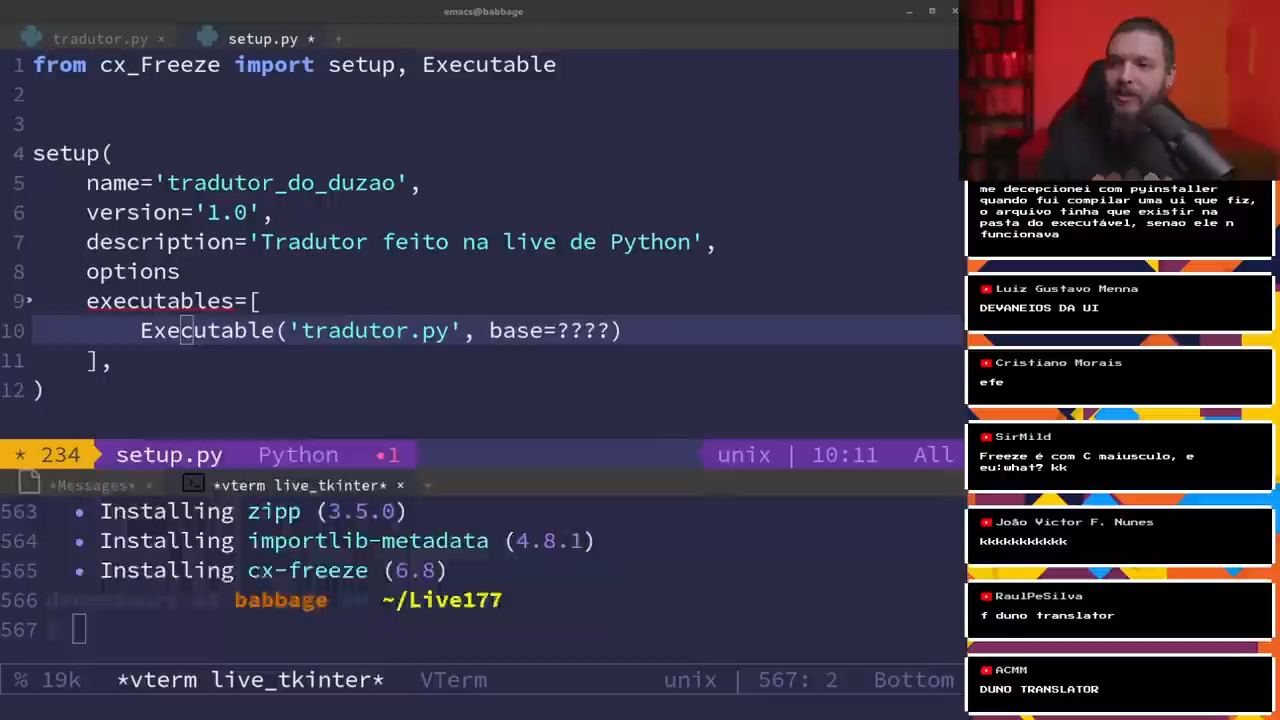 emacs@babbage
tradutor.py ×
setup.py * +
1 from cx_Freeze import setup, Executable
2
3
4 setup(
5 name='tradutor_do_duzao',
6 version='1.0',
7 description='Tradutor feito na live de Python',
8 options
9 executables=[
10 Executable('tradutor.py', base=????)
11 ],
12 )
* 234 setup.py Python •1 unix | 10:11 All
*Messages* *vterm live_tkinter* ×
563 • Installing zipp (3.5.0)
564 • Installing importlib-metadata (4.8.1)
565 • Installing cx-freeze (6.8)
566 babbage ~/Live177
567
% 19k *vterm live_tkinter* VTerm unix | 567: 2 Bottom
me decepcionei com pyinstaller
quando fui compilar uma ui que fiz,
o arquivo tinha que existir na
pasta do executável, senao ele n
funcionava
Luiz Gustavo Menna
DEVANEIOS DA UI
Cristiano Morais
efe
SirMild
Freeze é com C maiusculo, e
eu:what? kk
João Victor F. Nunes
kkkkkkkkkkk
RaulPeSilva
f duno translator
ACMM
DUNO TRANSLATOR